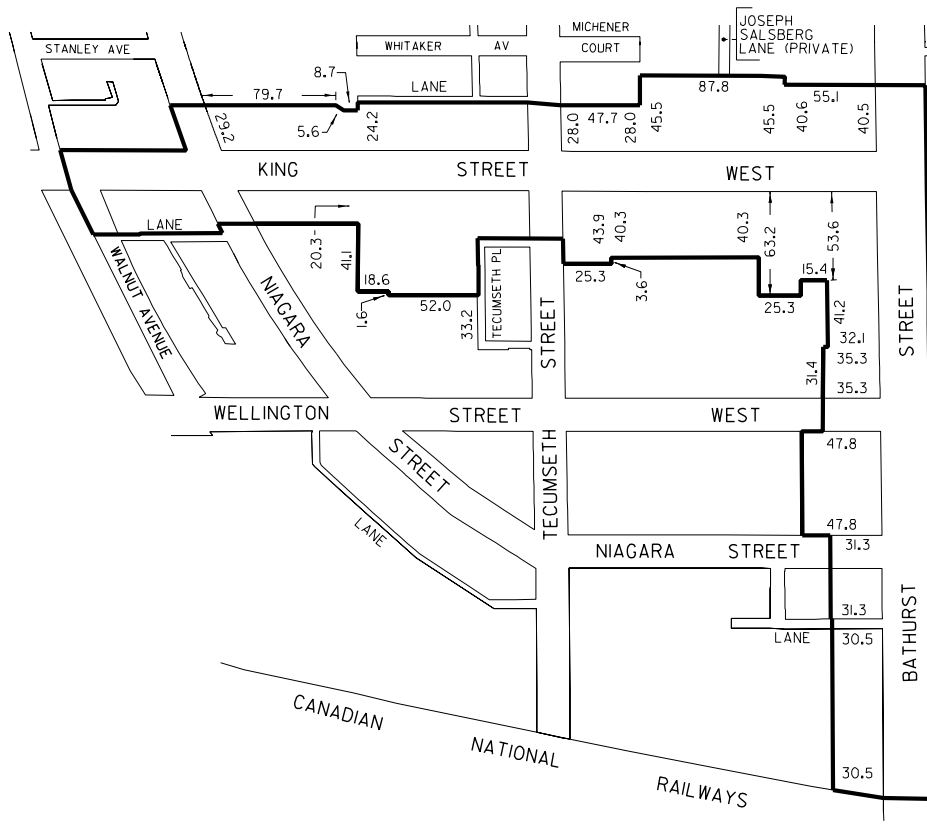 JOSEPH
SALSBERG
LANE (PRIVATE)
MICHENER
COURT
STANLEY AVE
WHITAKER AV
8.7
79.7
LANE
87.8
55.1
5.6
29.2
24.2
28.0
47.7
28.0
45.5
45.5
40.6
40.5
KING STREET WEST
LANE
20.3
41.1
18.6
1.6
52.0
33.2
TECUMSETH PL
43.9
40.3
25.3
3.6
40.3
63.2
53.6
15.4
25.3
41.2
32.1
35.3
31.4
35.3
WALNUT AVENUE
NIAGARA
STREET
STREET
WELLINGTON STREET WEST
STREET
TECUMSETH
47.8
47.8
LANE
NIAGARA STREET
31.3
31.3
LANE
30.5
BATHURST
30.5
CANADIAN NATIONAL RAILWAYS